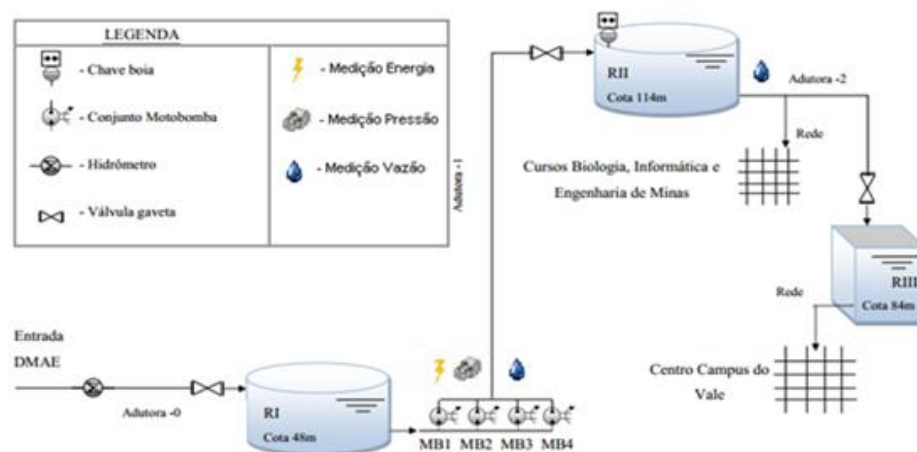 LEGENDA
- Chave boia
- Conjunto Motobomba
- Hidrômetro
- Válvula gaveta
- Medição Energia
- Medição Pressão
- Medição Vazão
Adutora -1
RII
Cota 114m
Adutora -2
Rede
Cursos Biologia, Informática e
Engenharia de Minas
RIII
Cota 84m
Rede
Centro Campus do
Vale
Entrada
DMAE
Adutora -0
RI
Cota 48m
MB1 MB2 MB3 MB4